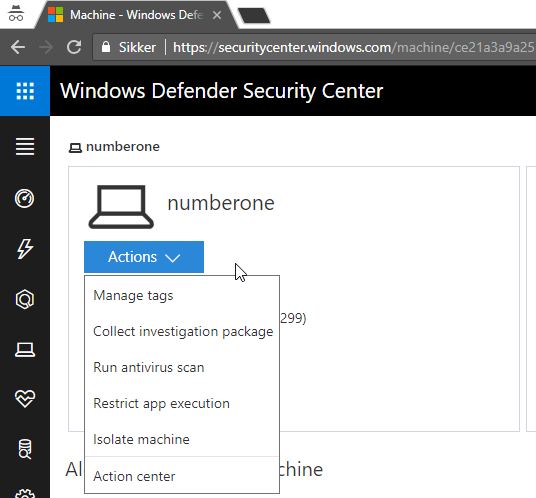 Machine - Windows Defe
Sikker
https://securitycenter.windows.com/machine/ce21a3a9a25
Windows Defender Security Center
numberone
numberone
Actions
Manage tags
299)
Collect investigation package
Run antivirus scan
Restrict app execution
Isolate machine
Al chine
Action center